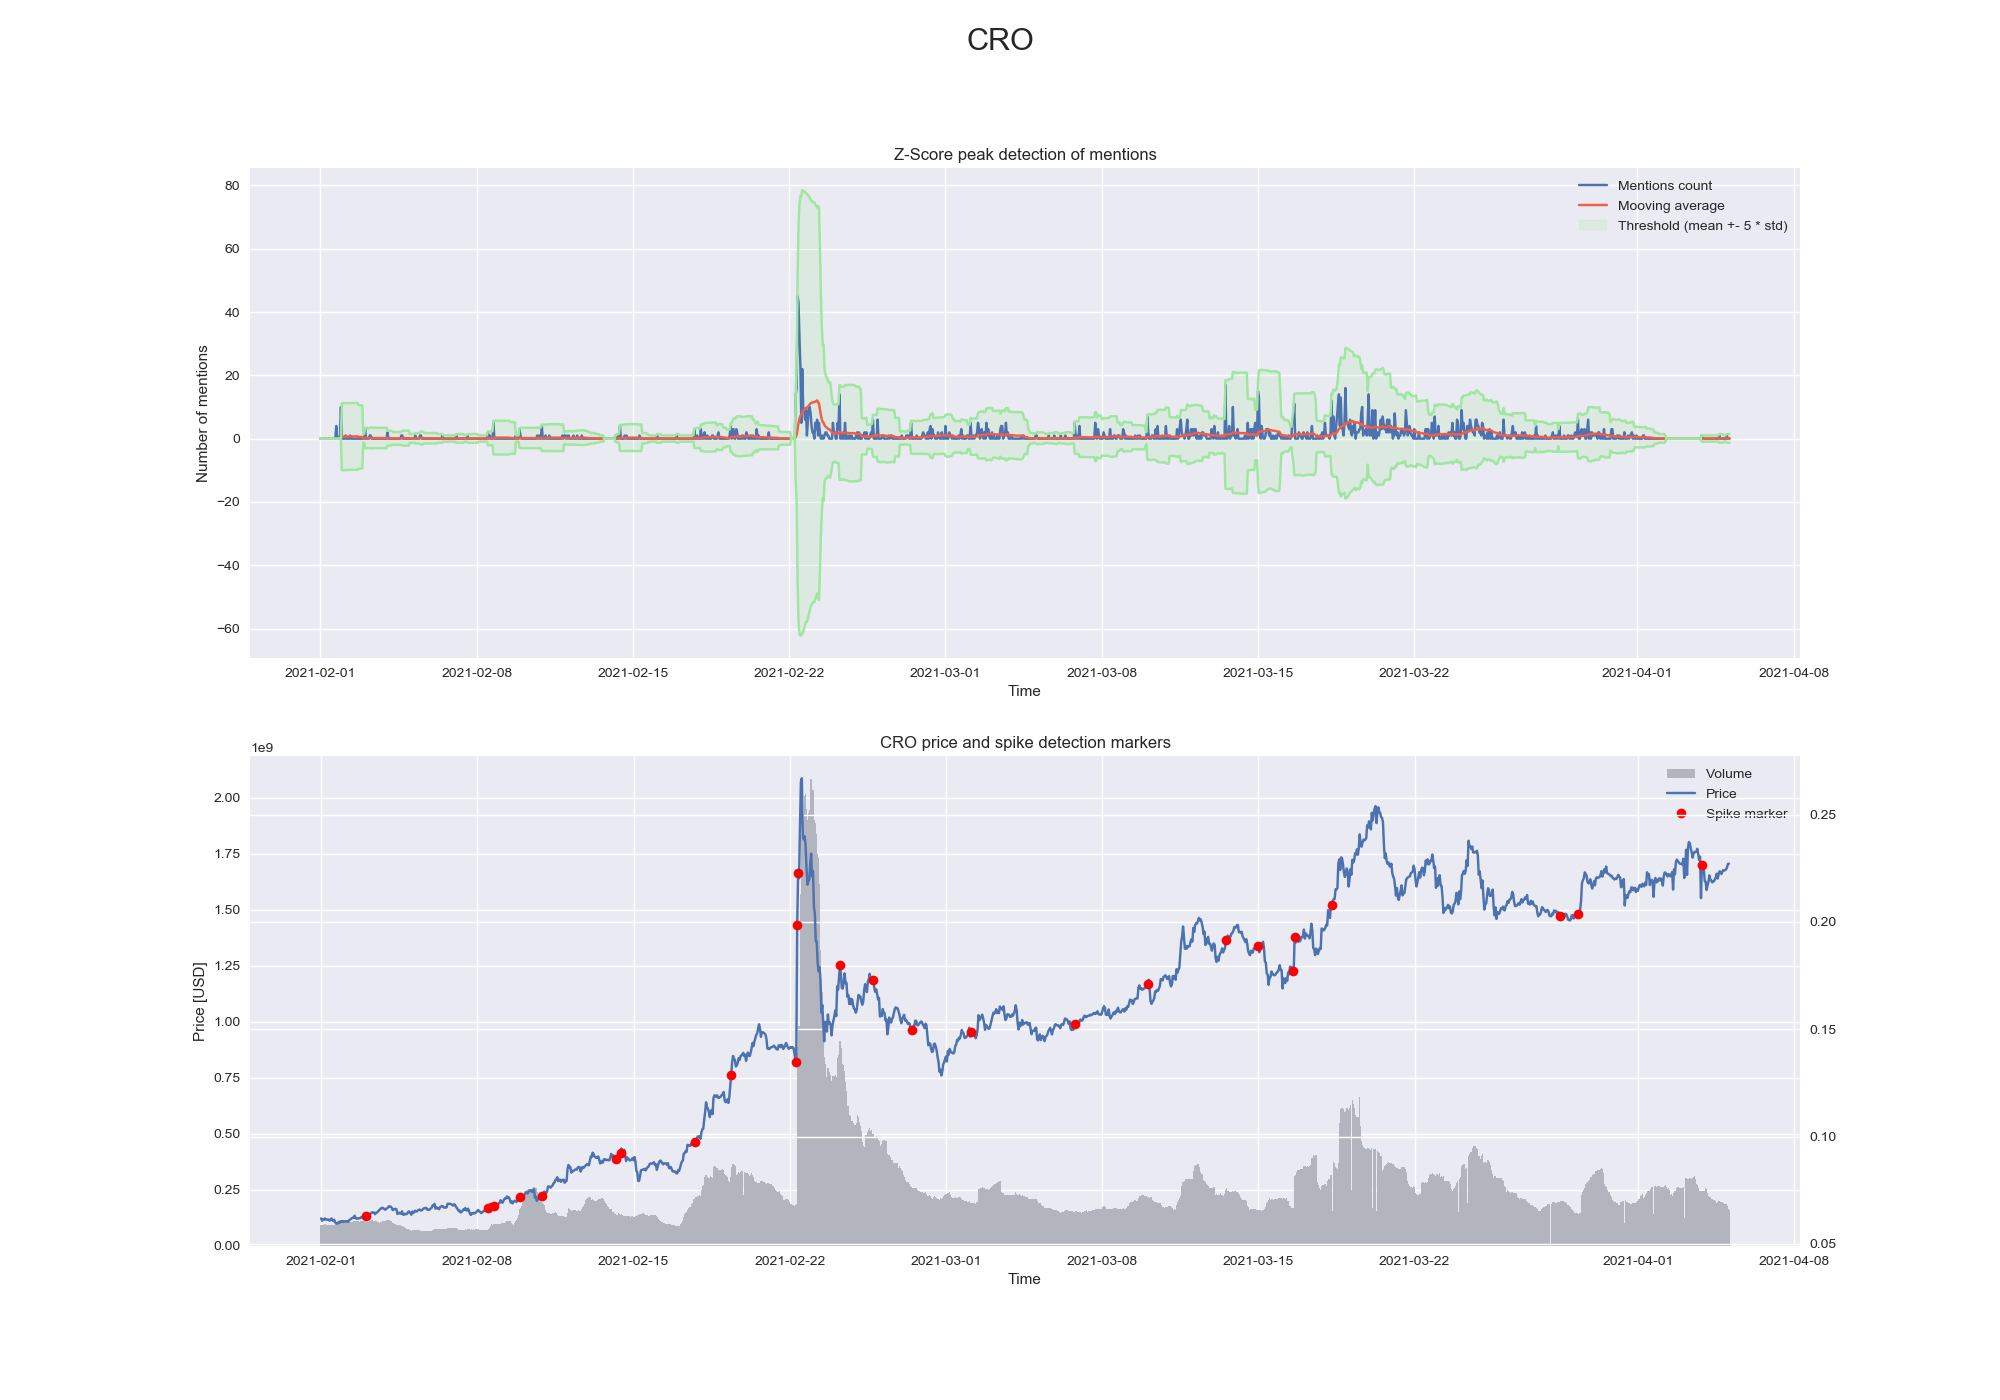 CRO
Z-Score peak detection of mentions
80
60
40
20
0
−20
−40
−60
Number of mentions
Mentions count
Mooving average
Threshold (mean +- 5 * std)
2021-02-01 2021-02-08 2021-02-15 2021-02-22 2021-03-01 2021-03-08 2021-03-15 2021-03-22 2021-04-01 2021-04-08
Time
CRO price and spike detection markers
1e9
2.00
1.75
1.50
1.25
1.00
0.75
0.50
0.25
0.00
Price [USD]
Volume
Price
Spike marker
0.25
0.20
0.15
0.10
0.05
2021-02-01 2021-02-08 2021-02-15 2021-02-22 2021-03-01 2021-03-08 2021-03-15 2021-03-22 2021-04-01 2021-04-08
Time